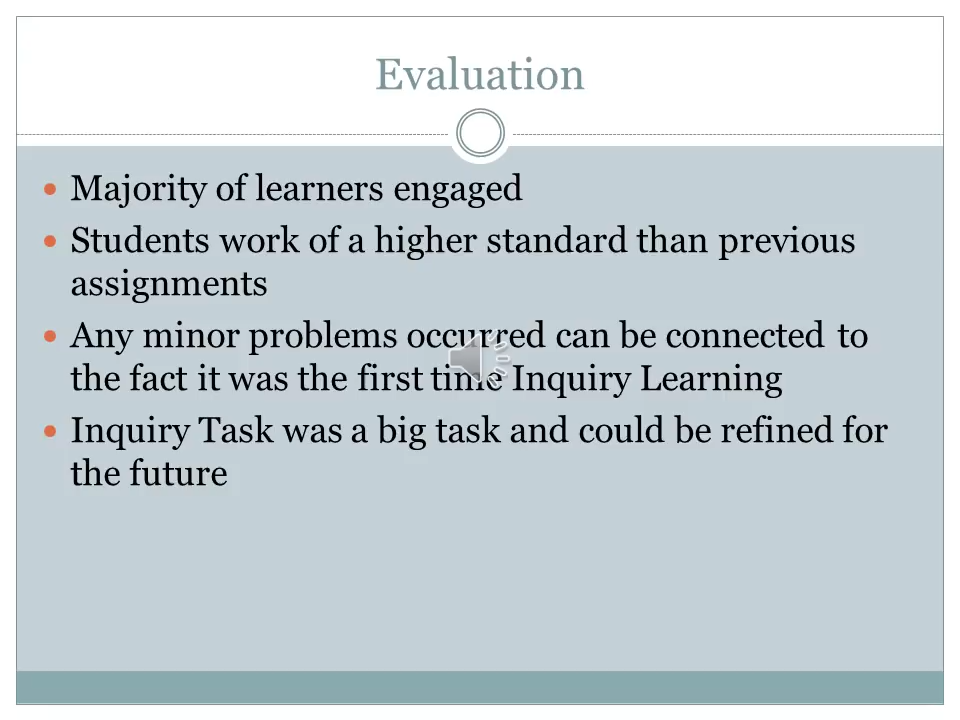 Evaluation
Majority of learners engaged
Students work of a higher standard than previous
assignments
Any minor problems occurred can be connected to
the fact it was the first time Inquiry Learning
Inquiry Task was a big task and could be refined for
the future